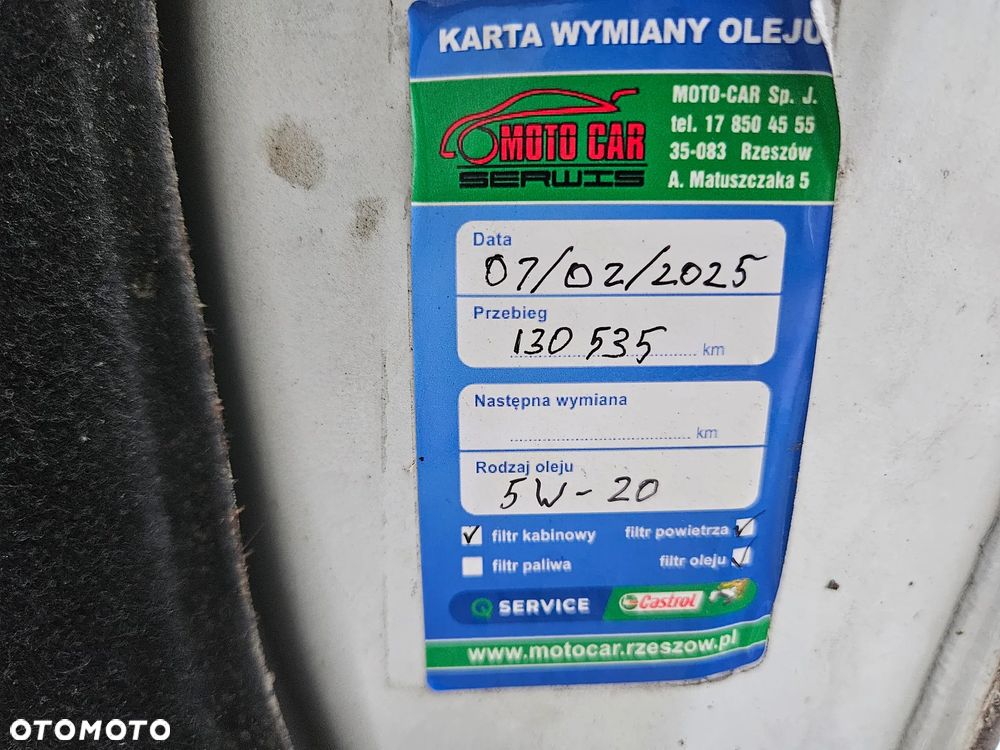 KARTA WYMIANY OLEJU
MOTO CAR
SERWIS
MOTO-CAR Sp. J.
tel. 17 850 45 55
35-083 Rzeszów
A. Matuszczaka 5
Data
07/02/2025
Przebieg
130 535 km
Następna wymiana
km
Rodzaj oleju
5W-20
filtr kabinowy filtr powietrza
filtr paliwa filtr oleju
SERVICE Castrol
www.motocar.rzeszow.pl
OTOMOTO